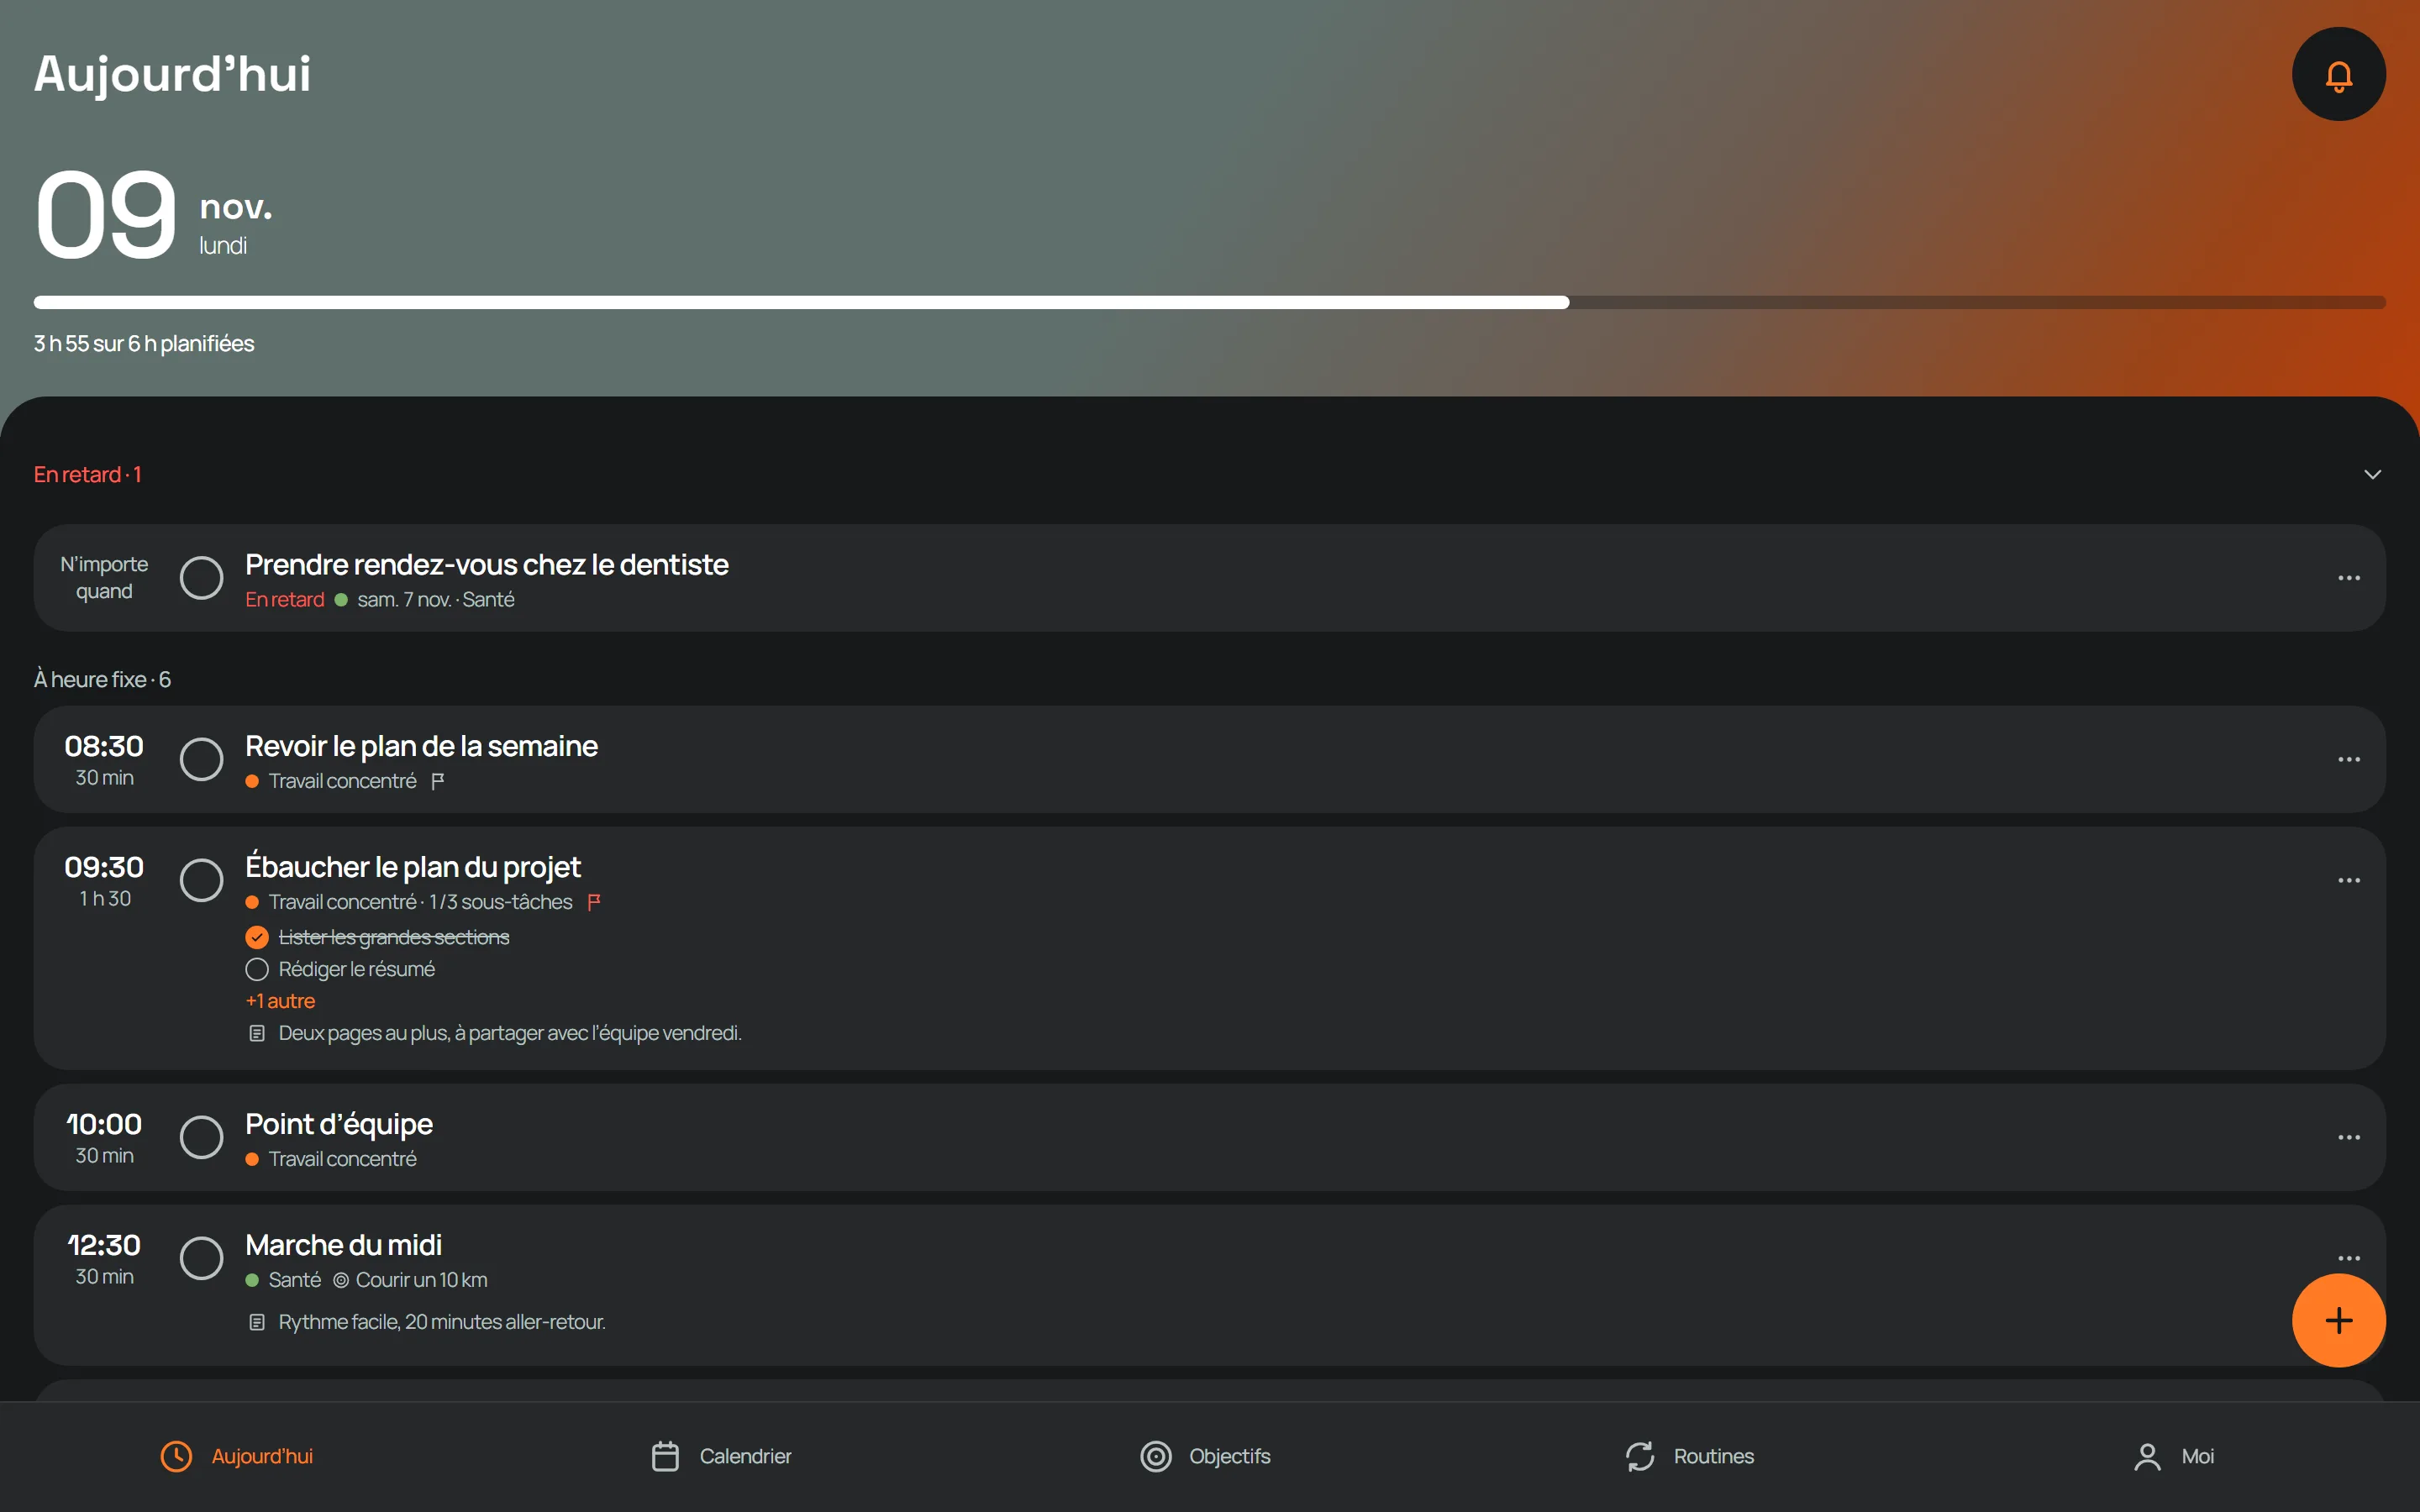 Aujourd’hui
09
nov.
lundi
3 h 55 sur 6 h planifiées
En retard · 1
N’importe quand
Prendre rendez-vous chez le dentiste
En retard sam. 7 nov. · Santé
À heure fixe · 6
08:30
30 min
Revoir le plan de la semaine
Travail concentré
09:30
1 h 30
Ébaucher le plan du projet
Travail concentré · 1/3 sous-tâches
Lister les grandes sections
Rédiger le résumé
+1 autre
Deux pages au plus, à partager avec l’équipe vendredi.
10:00
30 min
Point d’équipe
Travail concentré
12:30
30 min
Marche du midi
Santé Courir un 10 km
Rythme facile, 20 minutes aller-retour.
Aujourd’hui
Calendrier
Objectifs
Routines
Moi